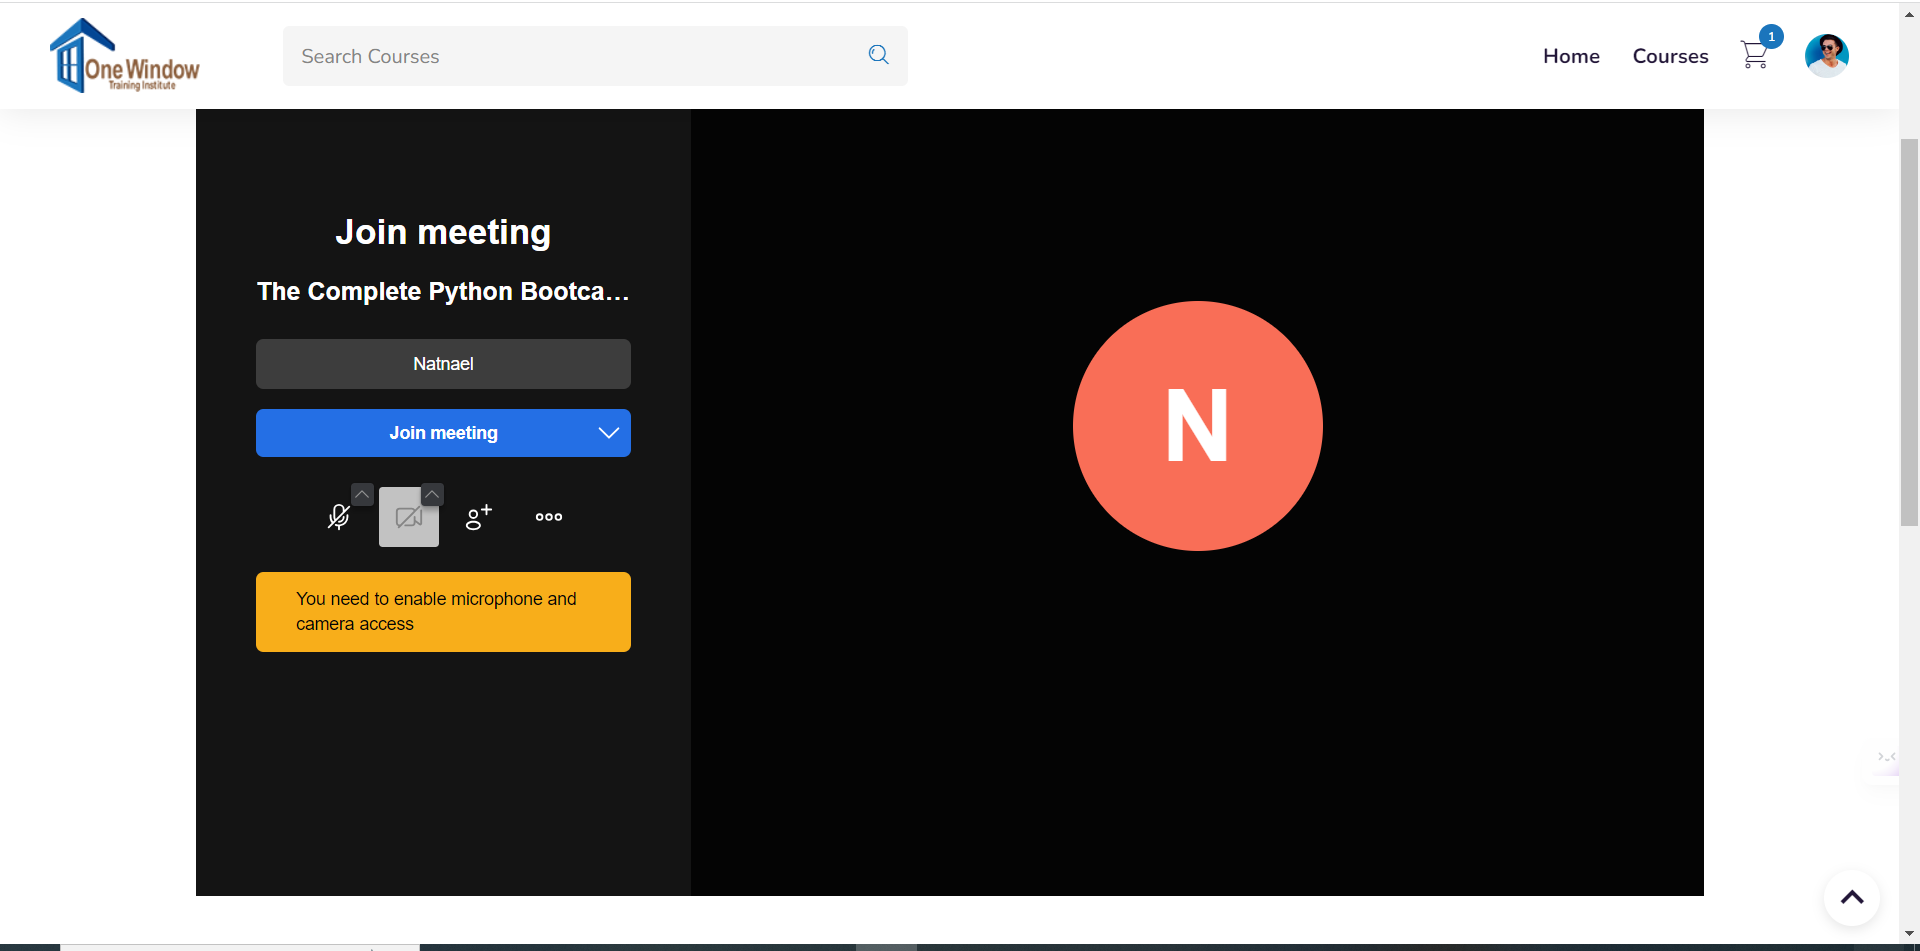 One Window
Training Institute
Search Courses
Home
Courses
1
Join meeting
The Complete Python Bootca...
Natnael
Join meeting
You need to enable microphone and
camera access
N